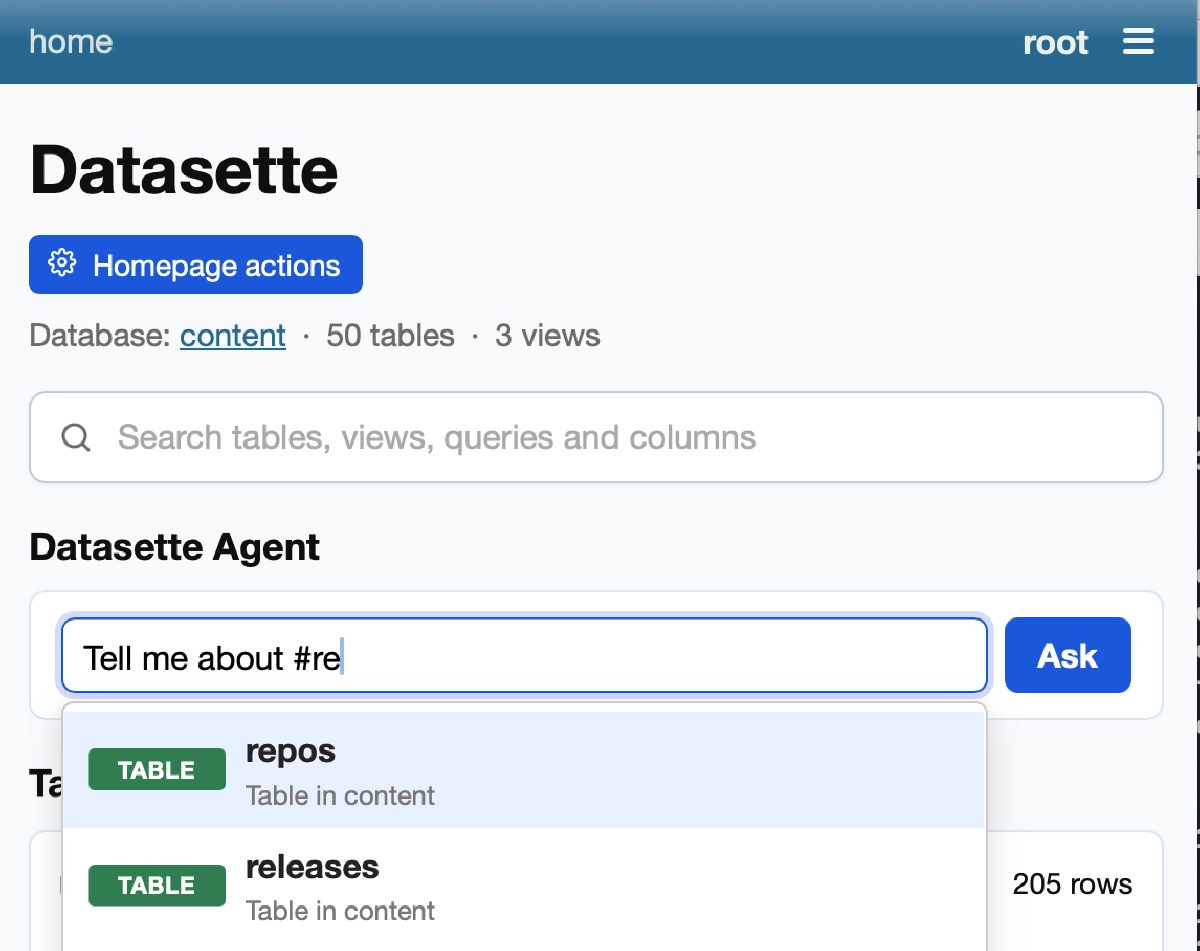 home root
Datasette
Homepage actions
Database: content · 50 tables · 3 views
Search tables, views, queries and columns
Datasette Agent
Tell me about #re
Ask
TABLE repos
Table in content
TABLE releases
Table in content
205 rows